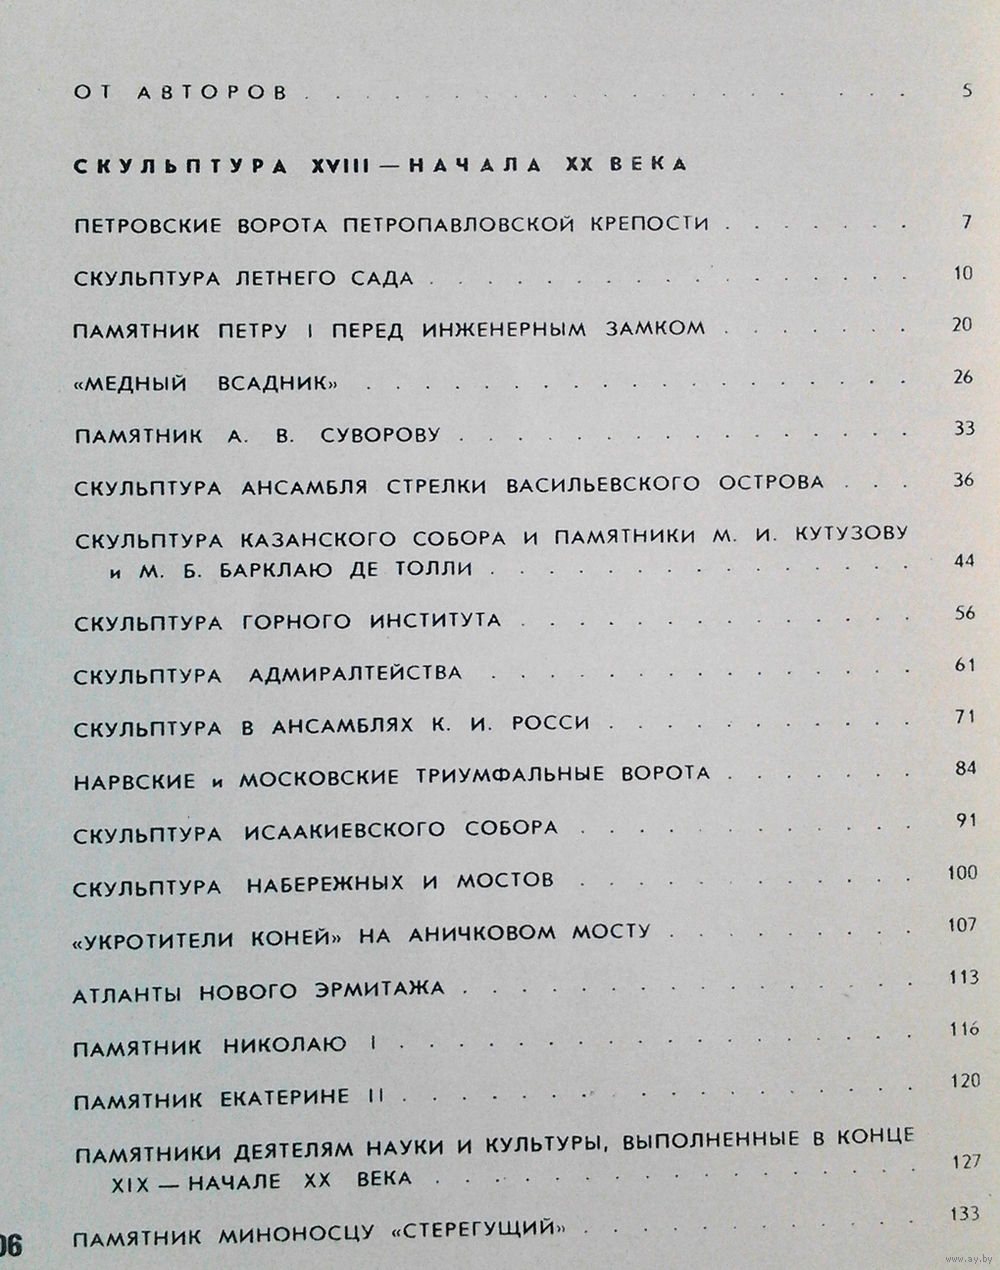 ОТ АВТОРОВ . . . . . . . . . . . . . . . . . 5
СКУЛЬПТУРА XVIII — НАЧАЛА XX ВЕКА
ПЕТРОВСКИЕ ВОРОТА ПЕТРОПАВЛОВСКОЙ КРЕПОСТИ . . . . . . . 7
СКУЛЬПТУРА ЛЕТНЕГО САДА . . . . . . . . . . . . . . . . . 10
ПАМЯТНИК ПЕТРУ I ПЕРЕД ИНЖЕНЕРНЫМ ЗАМКОМ . . . . . . . 20
«МЕДНЫЙ ВСАДНИК» . . . . . . . . . . . . . . . . . . . 26
ПАМЯТНИК А. В. СУВОРОВУ . . . . . . . . . . . . . . . . 33
СКУЛЬПТУРА АНСАМБЛЯ СТРЕЛКИ ВАСИЛЬЕВСКОГО ОСТРОВА . . . 36
СКУЛЬПТУРА КАЗАНСКОГО СОБОРА И ПАМЯТНИКИ М. И. КУТУЗОВУ
и М. Б. БАРКЛАЮ ДЕ ТОЛЛИ . . . . . . . . . . . . . . . 44
СКУЛЬПТУРА ГОРНОГО ИНСТИТУТА . . . . . . . . . . . . . . 56
СКУЛЬПТУРА АДМИРАЛТЕЙСТВА . . . . . . . . . . . . . . . 61
СКУЛЬПТУРА В АНСАМБЛЯХ К. И. РОССИ . . . . . . . . . . . 71
НАРВСКИЕ и МОСКОВСКИЕ ТРИУМФАЛЬНЫЕ ВОРОТА . . . . . . . 84
СКУЛЬПТУРА ИСААКИЕВСКОГО СОБОРА . . . . . . . . . . . . 91
СКУЛЬПТУРА НАБЕРЕЖНЫХ И МОСТОВ . . . . . . . . . . . . 100
«УКРОТИТЕЛИ КОНЕЙ» НА АНИЧКОВОМ МОСТУ . . . . . . . . . 107
АТЛАНТЫ НОВОГО ЭРМИТАЖА . . . . . . . . . . . . . . . . 113
ПАМЯТНИК НИКОЛАЮ I . . . . . . . . . . . . . . . . . . 116
ПАМЯТНИК ЕКАТЕРИНЕ II . . . . . . . . . . . . . . . . . 120
ПАМЯТНИКИ ДЕЯТЕЛЯМ НАУКИ И КУЛЬТУРЫ, ВЫПОЛНЕННЫЕ В КОНЦЕ
XIX — НАЧАЛЕ XX ВЕКА . . . . . . . . . . . . . . . . . 127
ПАМЯТНИК МИНОНОСЦУ «СТЕРЕГУЩИЙ» . . . . . . . . . . . . 133
06
www.ay.by